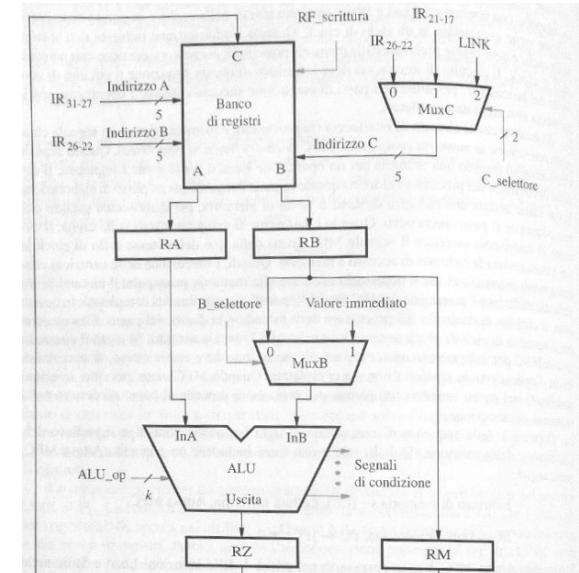 RF_scrittura
IR21-17
IR26-22
LINK
C
0 1 2
MuxC
IR31-27
Indirizzo A
5
Banco
di registri
IR26-22
Indirizzo B
5
Indirizzo C
5
2
C_selettore
A
B
RA
RB
B_selettore
Valore immediato
0 1
MuxB
InA
InB
ALU
ALU_op
k
Uscita
Segnali
di condizione
RZ
RM